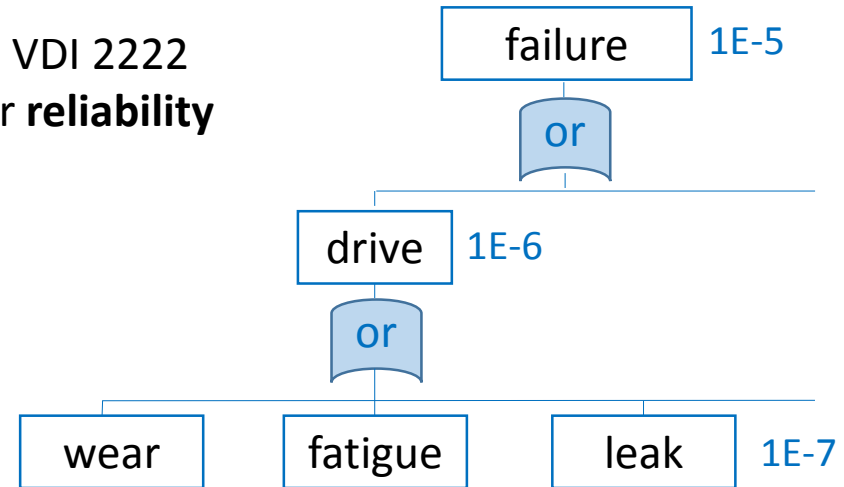 VDI 2222
r reliability
failure 1E-5
or
drive 1E-6
or
wear fatigue leak 1E-7